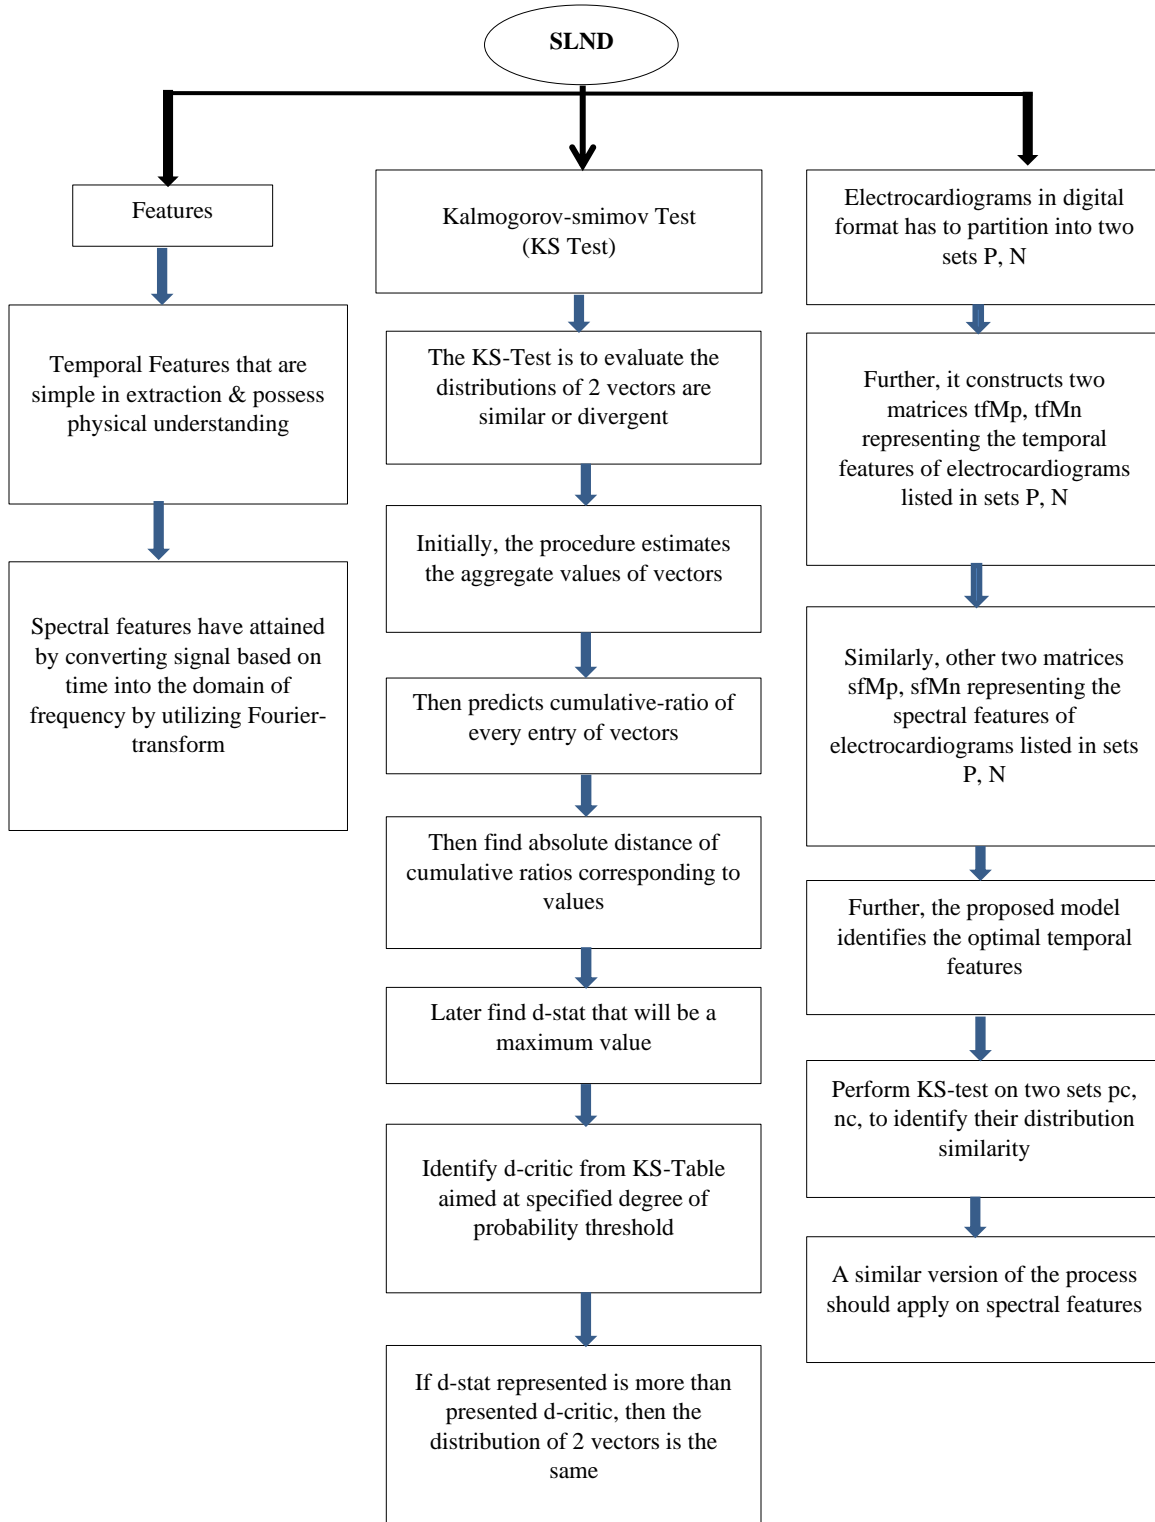 SLND
Features
Temporal Features that are
simple in extraction & possess
physical understanding
Spectral features have attained
by converting signal based on
time into the domain of
frequency by utilizing Fourier-
transform
Kalmogorov-smimov Test
(KS Test)
The KS-Test is to evaluate the
distributions of 2 vectors are
similar or divergent
Initially, the procedure estimates
the aggregate values of vectors
Then predicts cumulative-ratio of
every entry of vectors
Then find absolute distance of
cumulative ratios corresponding to
values
Later find d-stat that will be a
maximum value
Identify d-critic from KS-Table
aimed at specified degree of
probability threshold
If d-stat represented is more than
presented d-critic, then the
distribution of 2 vectors is the
same
Electrocardiograms in digital
format has to partition into two
sets P, N
Further, it constructs two
matrices tfMp, tfMn
representing the temporal
features of electrocardiograms
listed in sets P, N
Similarly, other two matrices
sfMp, sfMn representing the
spectral features of
electrocardiograms listed in sets
P, N
Further, the proposed model
identifies the optimal temporal
features
Perform KS-test on two sets pc,
nc, to identify their distribution
similarity
A similar version of the process
should apply on spectral features